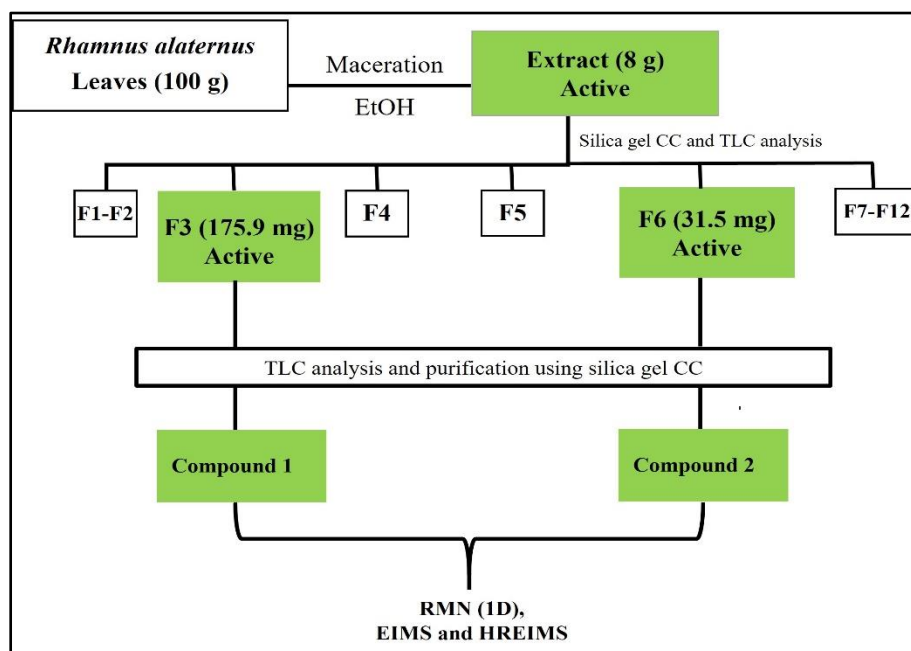 Rhamnus alaternus
Leaves (100 g)
Maceration
EtOH
Extract (8 g)
Active
Silica gel CC and TLC analysis
F1-F2
F3 (175.9 mg)
Active
F4
F5
F6 (31.5 mg)
Active
F7-F12
TLC analysis and purification using silica gel CC
Compound 1
Compound 2
RMN (1D),
EIMS and HREIMS